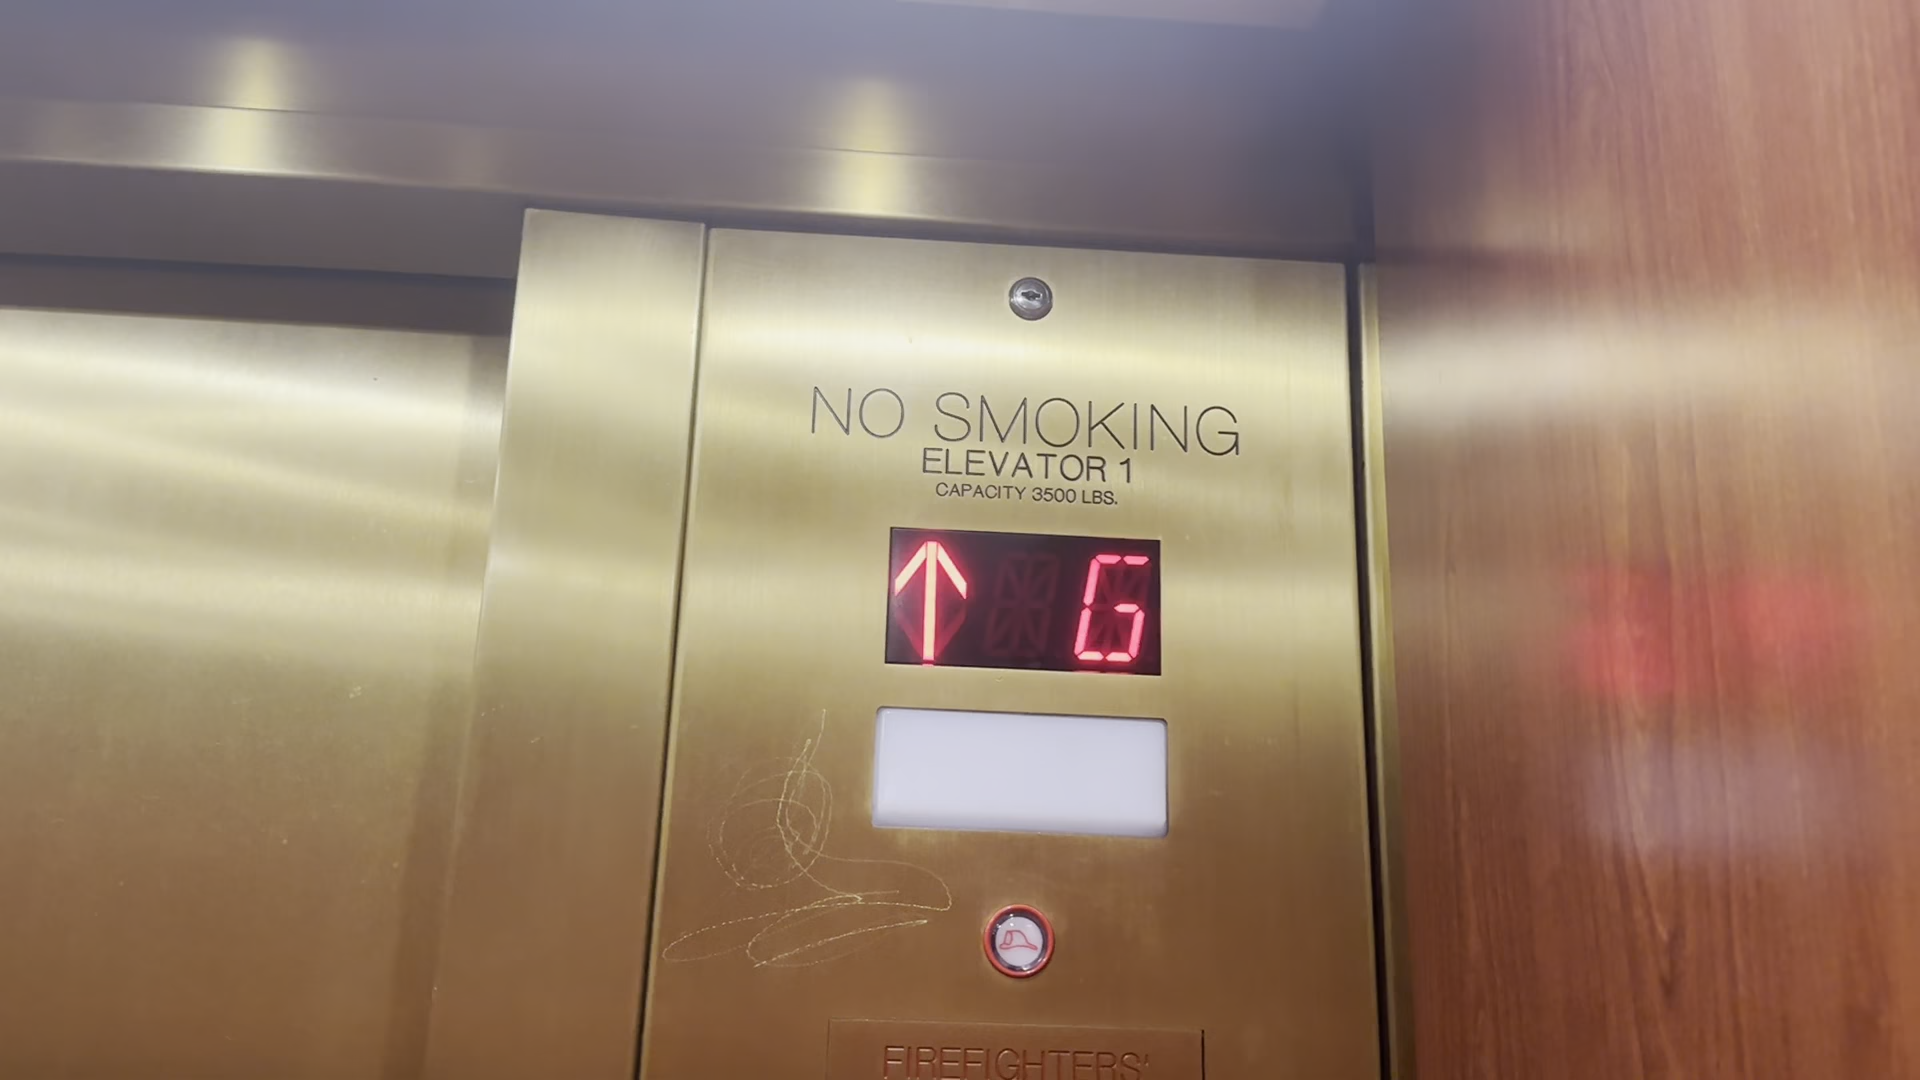 NO SMOKING
ELEVATOR 1
CAPACITY 3500 LBS.
G
FIREFIGHTERS'